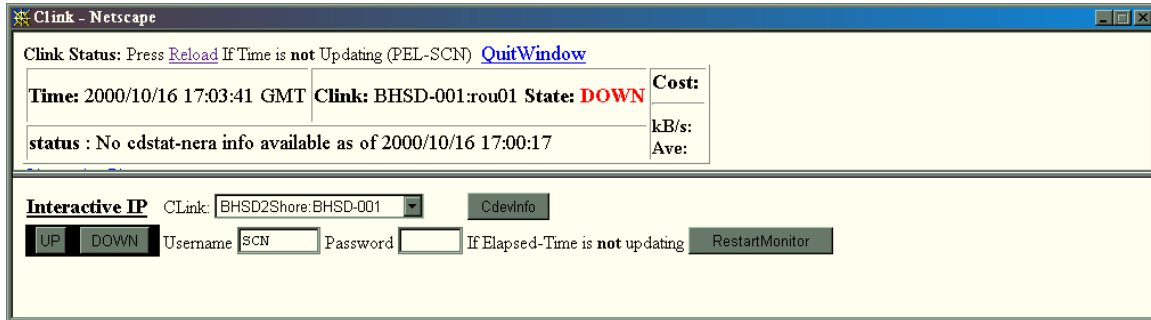 Clink - Netscape
Clink Status: Press Reload If Time is not Updating (PEL-SCN) QuitWindow
Time: 2000/10/16 17:03:41 GMT Clink: BHSD-001:rou01 State: DOWN Cost:
kB/s:
status : No cdstat-nera info available as of 2000/10/16 17:00:17 Ave:
Interactive IP CLink: BHSD2Shore:BHSD-001 CdevInfo
UP DOWN Username SCN Password If Elapsed-Time is not updating RestartMonitor